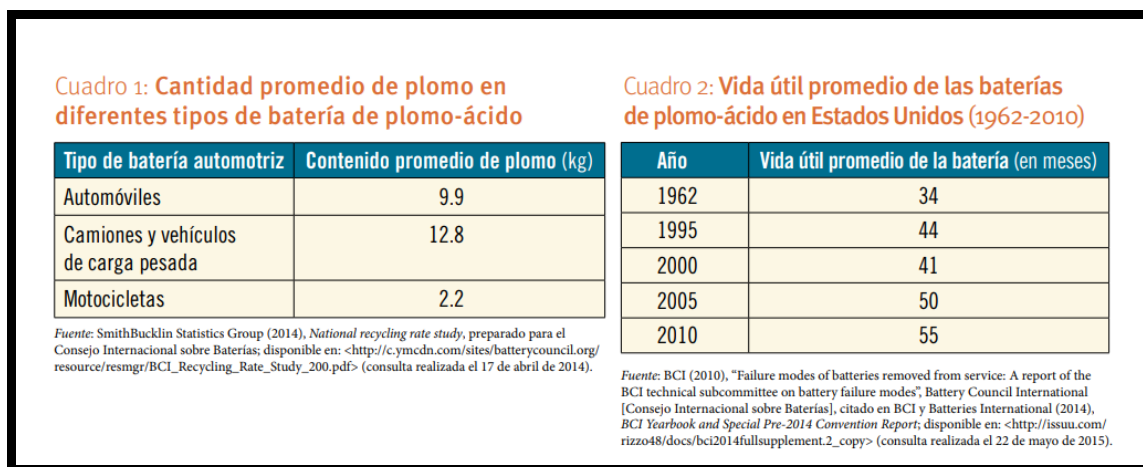 Cuadro 1: Cantidad promedio de plomo en
diferentes tipos de batería de plomo-ácido
Tipo de batería automotriz Contenido promedio de plomo (kg)
Automóviles 9.9
Camiones y vehículos 12.8
de carga pesada
Motocicletas 2.2
Fuente: SmithBucklin Statistics Group (2014), National recycling rate study, preparado para el
Consejo Internacional sobre Baterías; disponible en: <http://c.ymcdn.com/sites/batterycouncil.org/
resource/resmgr/BCI_Recycling_Rate_Study_200.pdf> (consulta realizada el 17 de abril de 2014).
Cuadro 2: Vida útil promedio de las baterías
de plomo-ácido en Estados Unidos (1962-2010)
Año Vida útil promedio de la batería (en meses)
1962 34
1995 44
2000 41
2005 50
2010 55
Fuente: BCI (2010), “Failure modes of batteries removed from service: A report of the
BCI technical subcommittee on battery failure modes”, Battery Council International
[Consejo Internacional sobre Baterías], citado en BCI y Batteries International (2014),
BCI Yearbook and Special Pre-2014 Convention Report; disponible en: <http://issuu.com/
rizzo48/docs/bci2014fullsupplement.2_copy> (consulta realizada el 22 de mayo de 2015).